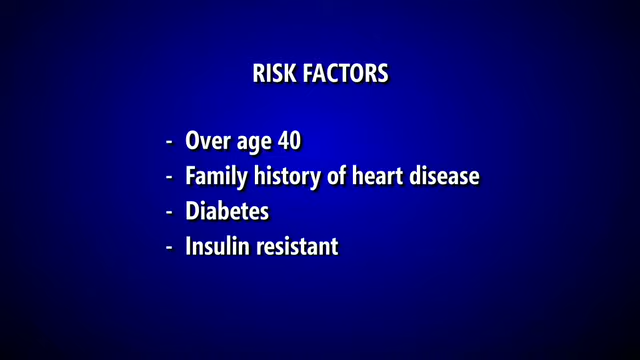 RISK FACTORS
- Over age 40
- Family history of heart disease
- Diabetes
- Insulin resistant